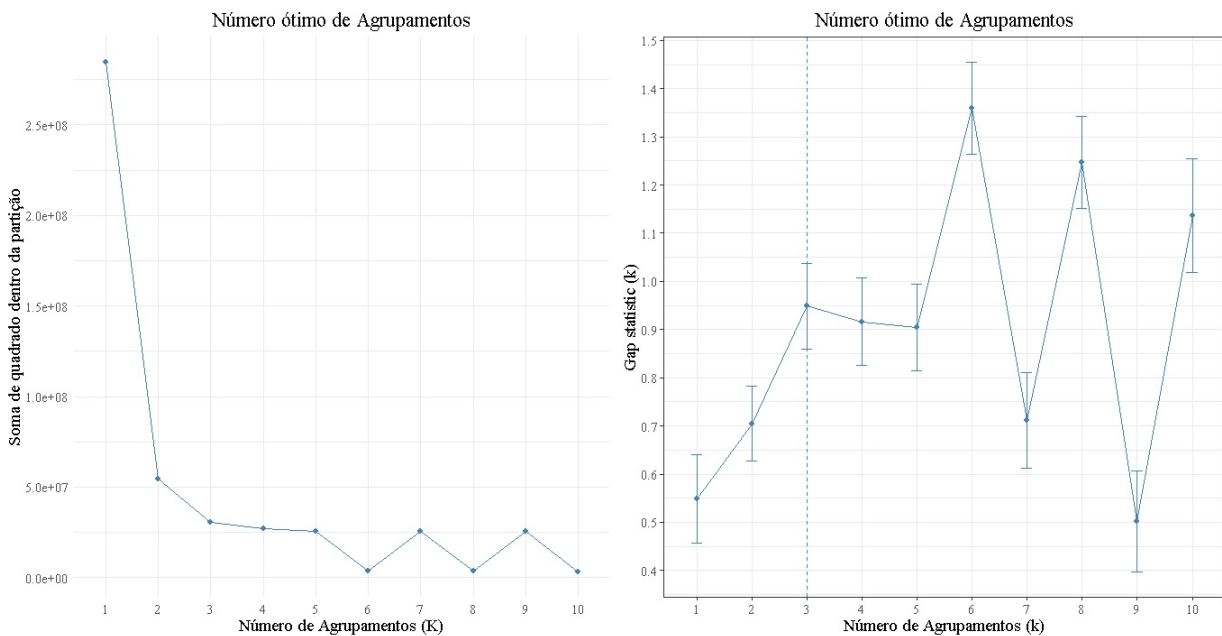 Número ótimo de Agrupamentos
Soma de quadrado dentro da partição
2.5e+08
2.0e+08
1.5e+08
1.0e+08
5.0e+07
0.0e+00
1 2 3 4 5 6 7 8 9 10
Número de Agrupamentos (K)
Número ótimo de Agrupamentos
Gap statistic (k)
1.5
1.4
1.3
1.2
1.1
1.0
0.9
0.8
0.7
0.6
0.5
0.4
1 2 3 4 5 6 7 8 9 10
Número de Agrupamentos (k)